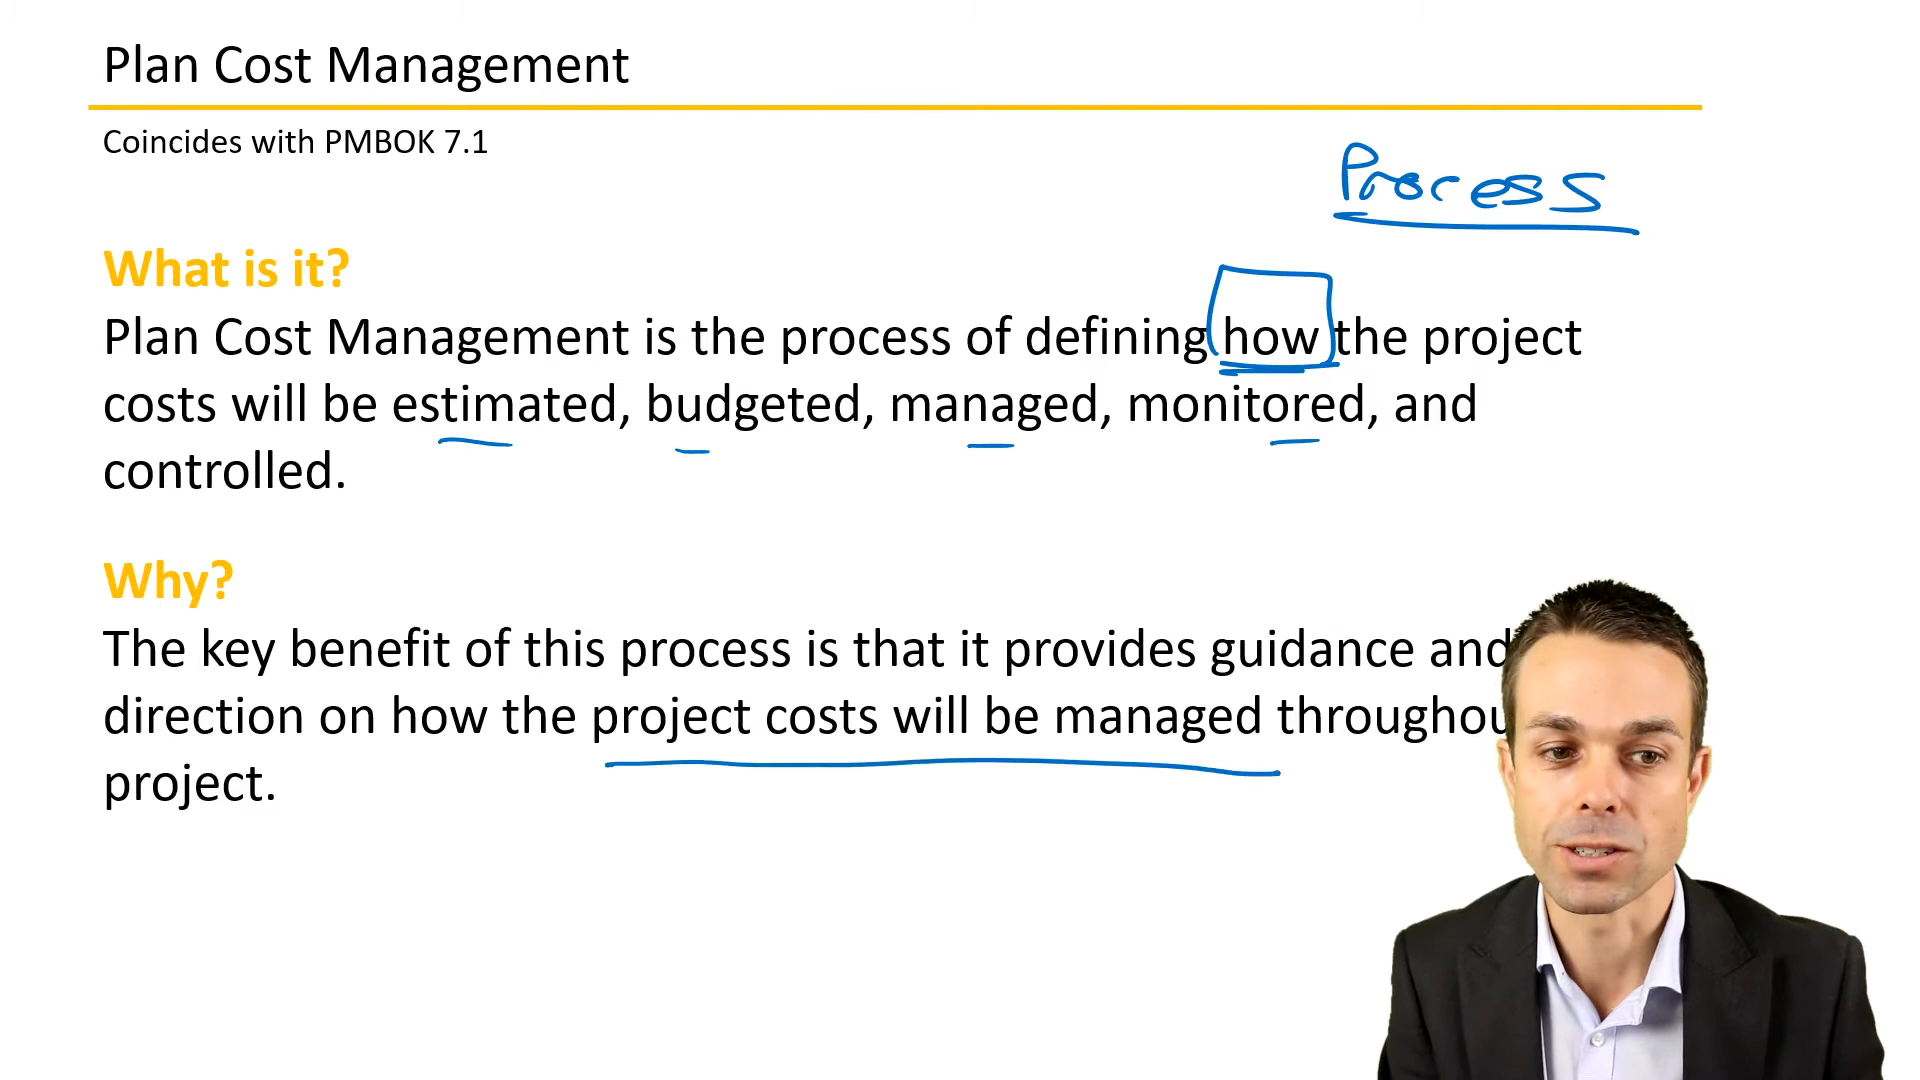 Plan Cost Management
Coincides with PMBOK 7.1
Process
What is it?
Plan Cost Management is the process of defining how the project
costs will be estimated, budgeted, managed, monitored, and
controlled.
Why?
The key benefit of this process is that it provides guidance and
direction on how the project costs will be managed throughou
project.